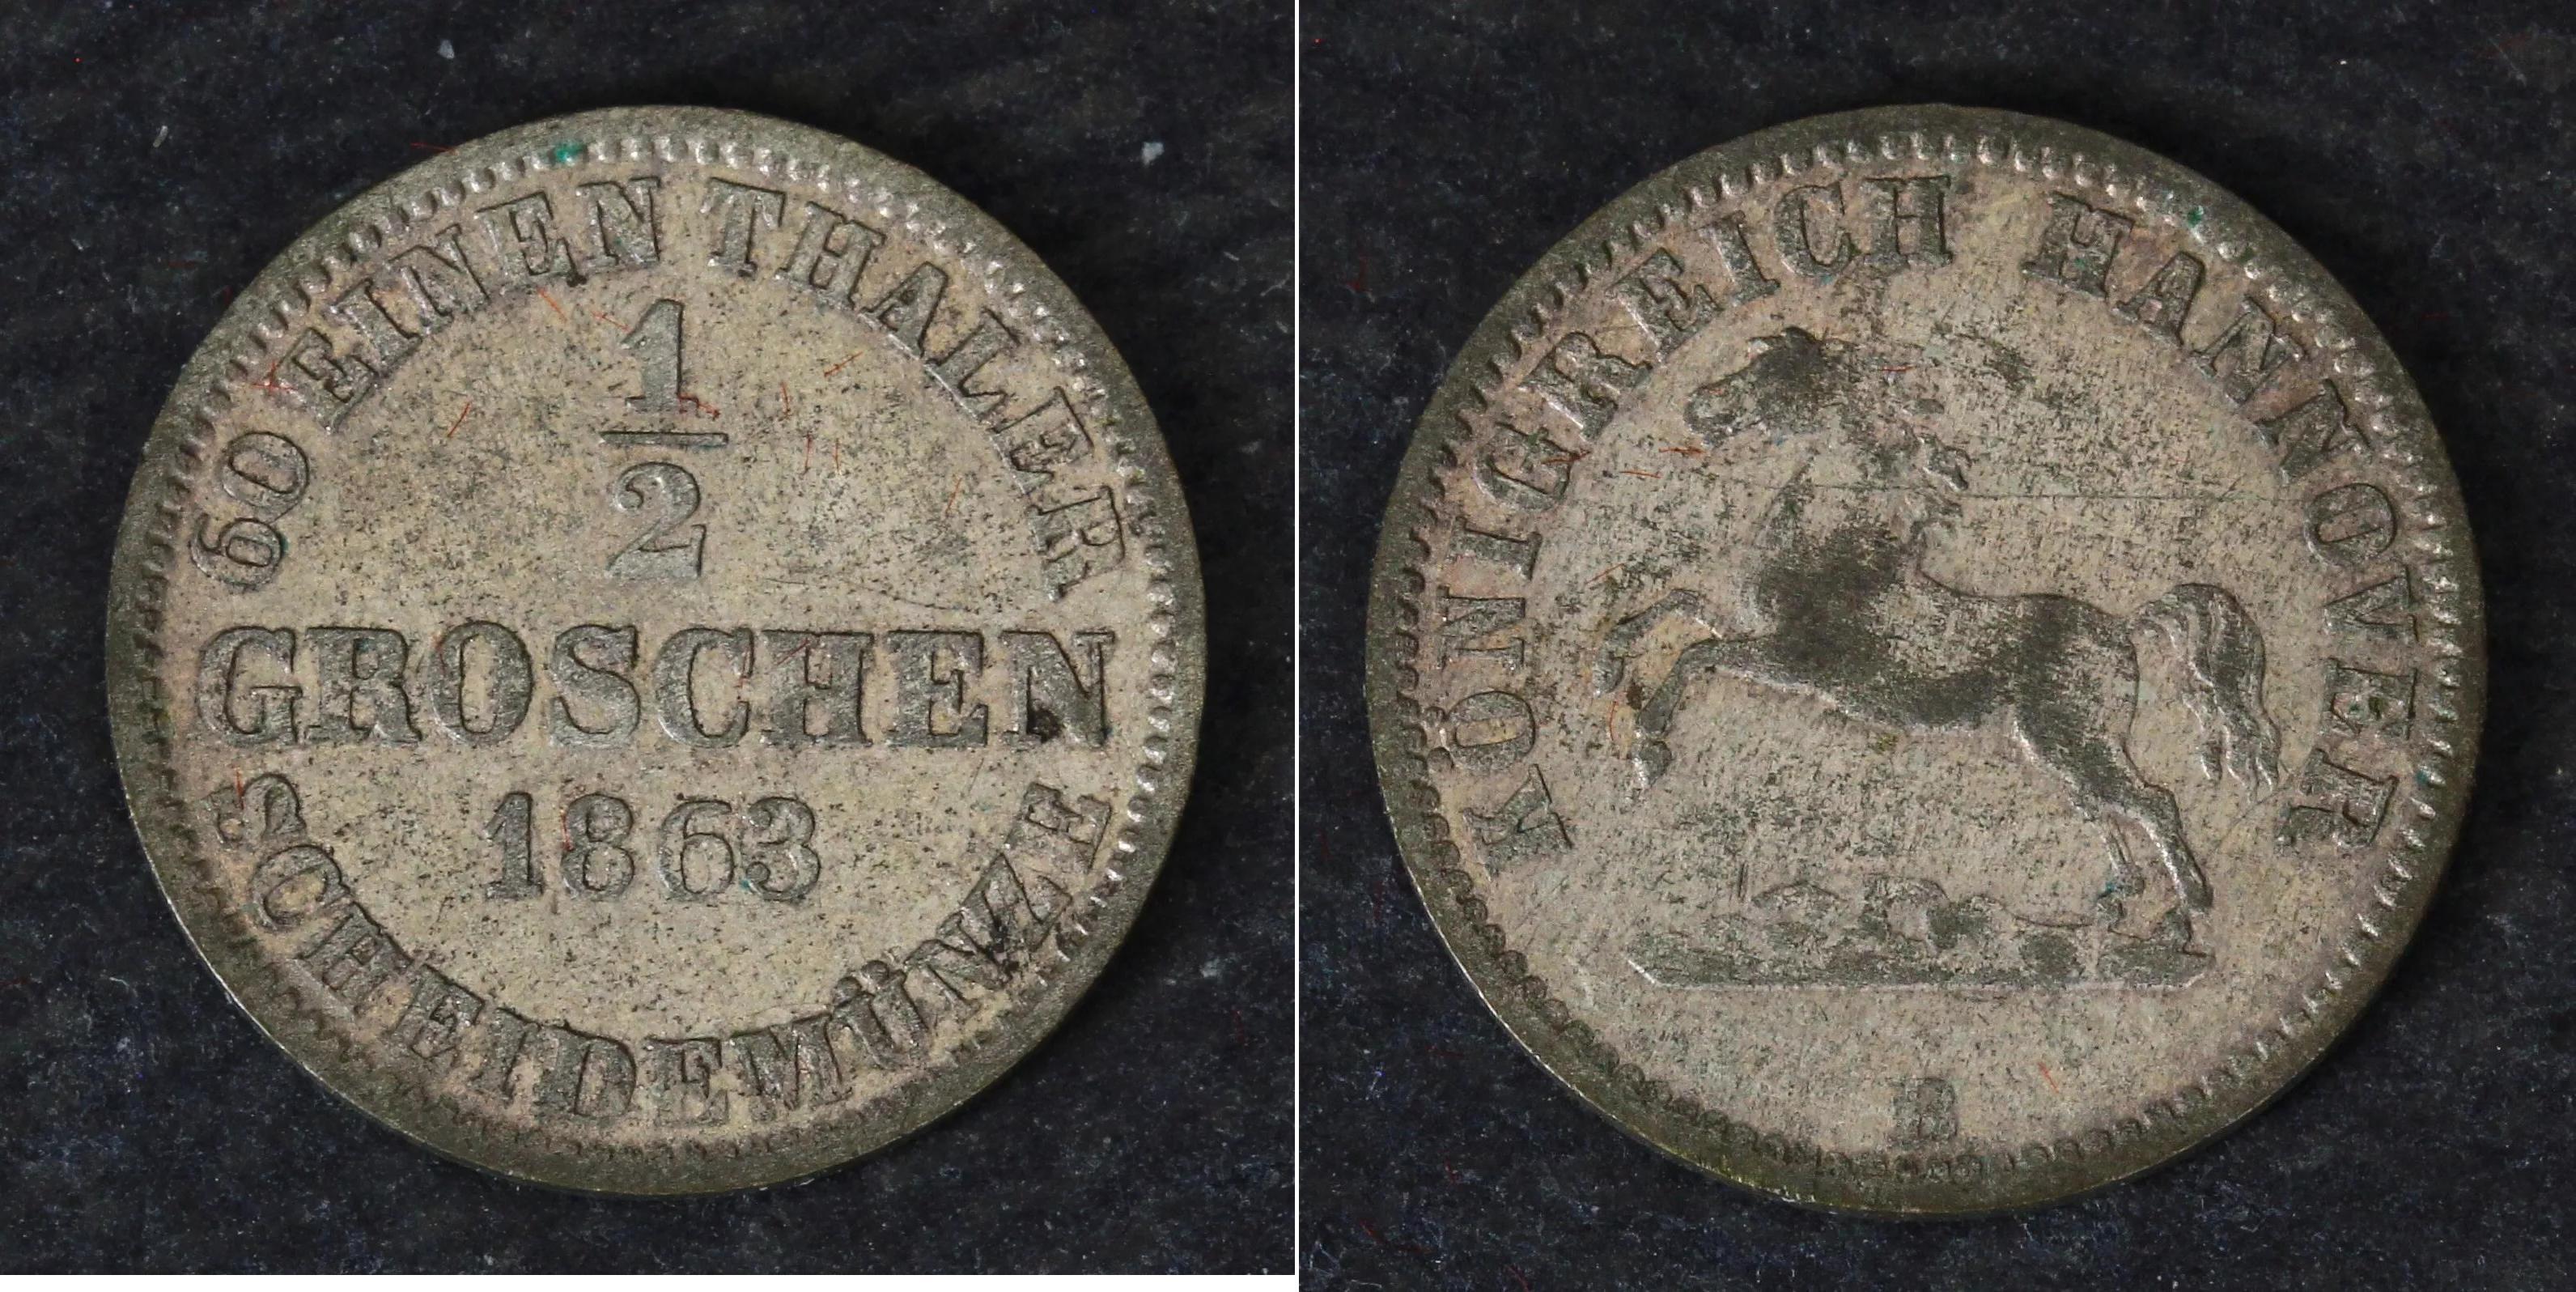 60 EINEN THALER
1
2
GROSCHEN
1863
SCHEIDEMÜNZE
KÖNIGREICH HANNOVER
B